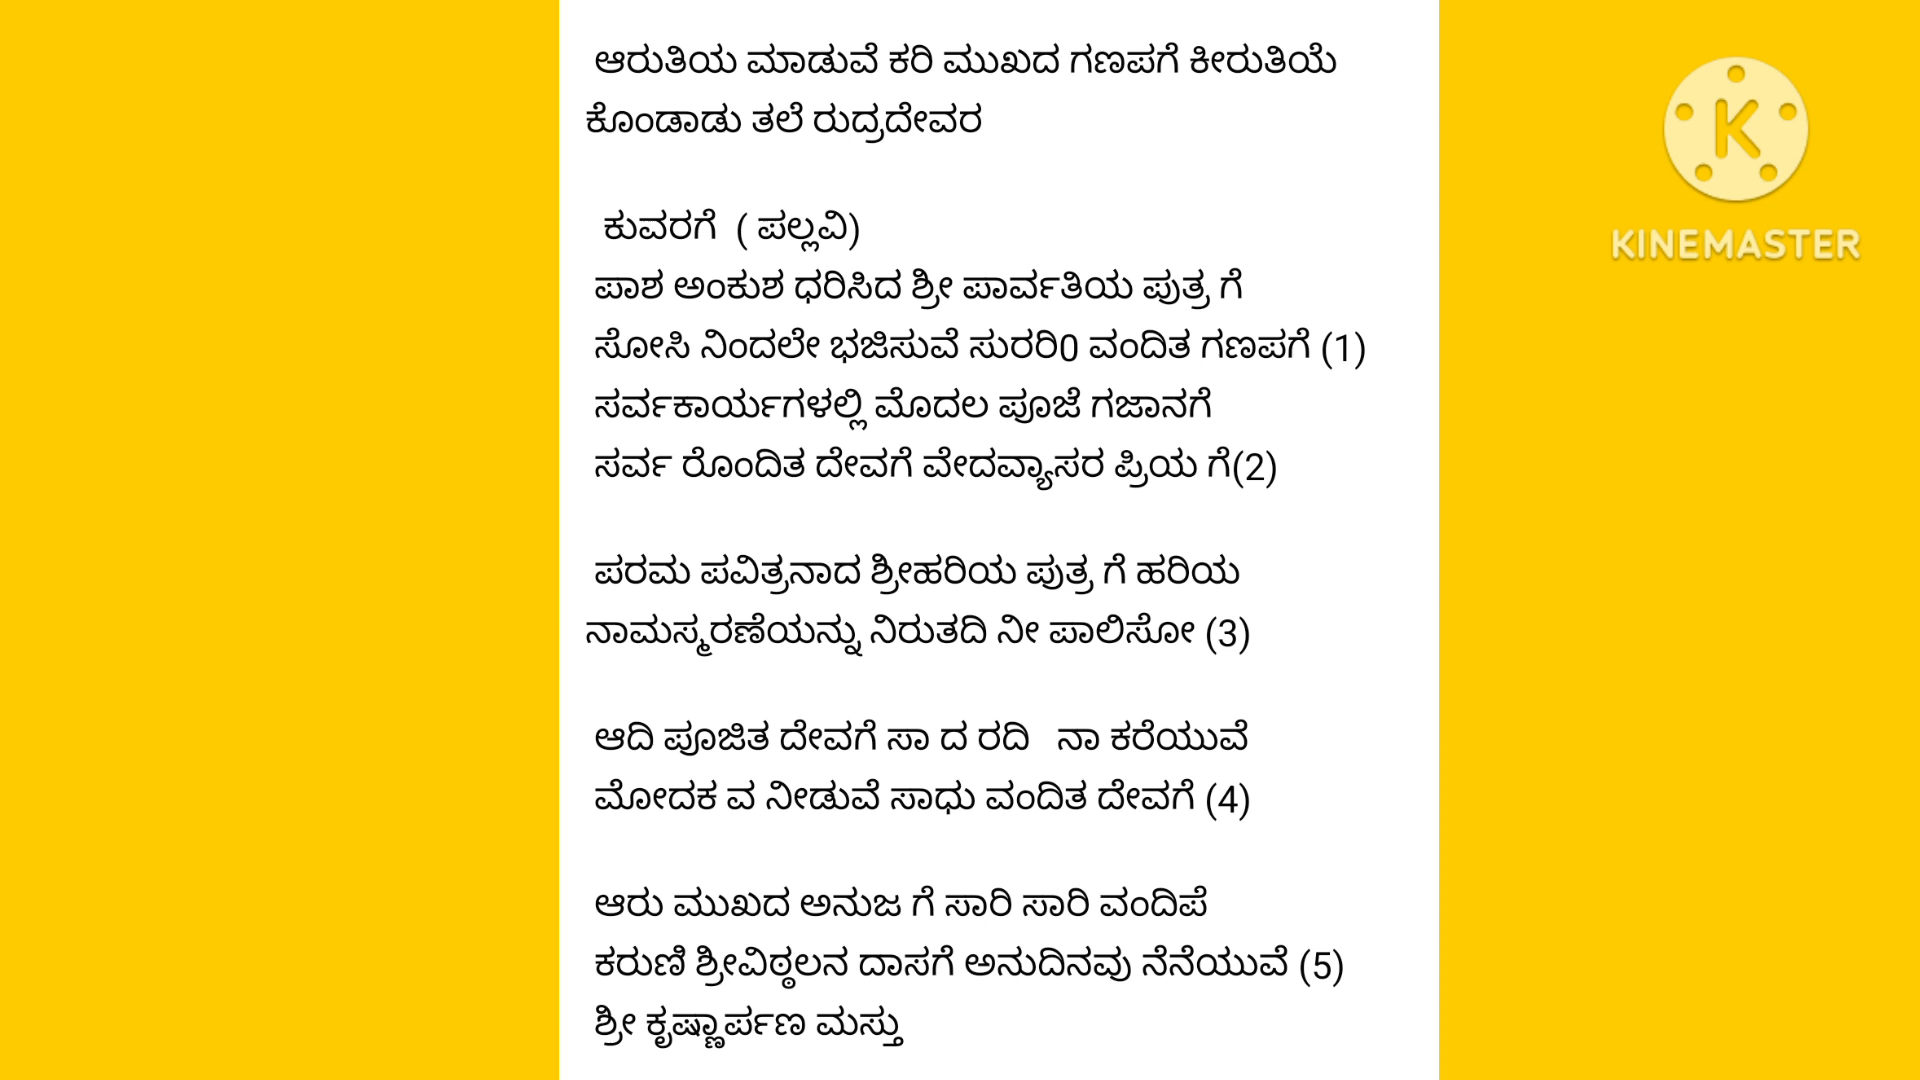 ಆರುತಿಯ ಮಾಡುವೆ ಕರಿ ಮುಖದ ಗಣಪಗೆ ಕೀರುತಿಯೆ
ಕೊಂಡಾಡು ತಲೆ ರುದ್ರದೇವರ
ಕುವರಗೆ ( ಪಲ್ಲವಿ)
ಪಾಶ ಅಂಕುಶ ಧರಿಸಿದ ಶ್ರೀ ಪಾರ್ವತಿಯ ಪುತ್ರ ಗೆ
ಸೋಸಿ ನಿಂದಲೇ ಭಜಿಸುವೆ ಸುರರಿ0 ವಂದಿತ ಗಣಪಗೆ (1)
ಸರ್ವಕಾರ್ಯಗಳಲ್ಲಿ ಮೊದಲ ಪೂಜೆ ಗಜಾನಗೆ
ಸರ್ವ ರೊಂದಿತ ದೇವಗೆ ವೇದವ್ಯಾಸರ ಪ್ರಿಯ ಗೆ(2)
ಪರಮ ಪವಿತ್ರನಾದ ಶ್ರೀಹರಿಯ ಪುತ್ರ ಗೆ ಹರಿಯ
ನಾಮಸ್ಮರಣೆಯನ್ನು ನಿರುತದಿ ನೀ ಪಾಲಿಸೋ (3)
ಆದಿ ಪೂಜಿತ ದೇವಗೆ ಸಾ ದ ರದಿ ನಾ ಕರೆಯುವೆ
ಮೋದಕ ವ ನೀಡುವೆ ಸಾಧು ವಂದಿತ ದೇವಗೆ (4)
ಆರು ಮುಖದ ಅನುಜ ಗೆ ಸಾರಿ ಸಾರಿ ವಂದಿಪೆ
ಕರುಣಿ ಶ್ರೀವಿಠ್ಠಲನ ದಾಸಗೆ ಅನುದಿನವು ನೆನೆಯುವೆ (5)
ಶ್ರೀ ಕೃಷ್ಣಾರ್ಪಣ ಮಸ್ತು
KINEMASTER